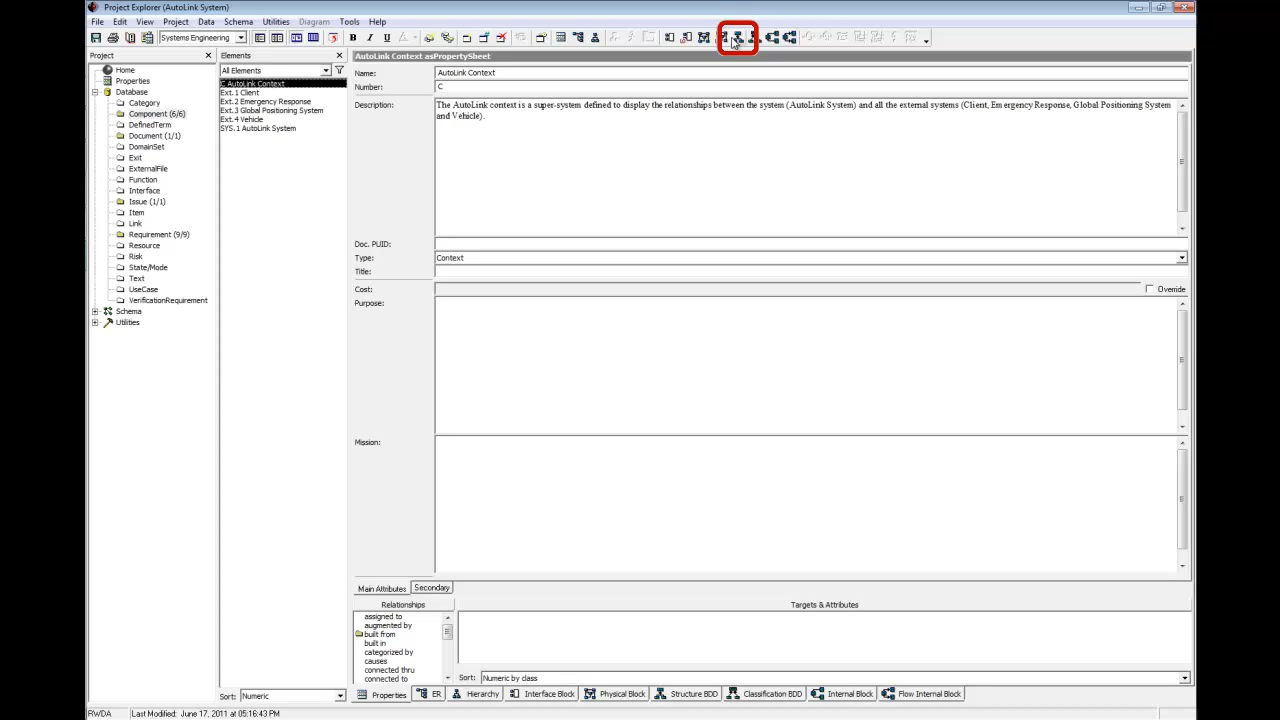 Project Explorer (AutoLink System)
File Edit View Project Data Schema Utilities Diagram Tools Help
Systems Engineering
Project
Home
Properties
Database
Category
Component (6/6)
DefinedTerm
Document (1/1)
DomainSet
Exit
ExternalFile
Function
Interface
Issue (1/1)
Item
Link
Requirement (9/9)
Resource
Risk
State/Mode
Text
UseCase
VerificationRequirement
Schema
Utilities
Elements
All Elements
C AutoLink Context
Ext.1 Client
Ext.2 Emergency Response
Ext.3 Global Positioning System
Ext.4 Vehicle
SYS.1 AutoLink System
Sort: Numeric
AutoLink Context asPropertySheet
Name: AutoLink Context
Number: C
Description: The AutoLink context is a super-system defined to display the relationships between the system (AutoLink System) and all the external systems (Client, Emergency Response, Global Positioning System
and Vehicle).
Doc. PUID:
Type: Context
Title:
Cost: Override
Purpose:
Mission:
Main Attributes Secondary
Relationships Targets & Attributes
assigned to
augmented by
built from
built in
categorized by
causes
connected thru
connected to
Sort: Numeric by class
Properties ER Hierarchy Interface Block Physical Block Structure BDD Classification BDD Internal Block Flow Internal Block
RWDA Last Modified: June 17, 2011 at 05:16:43 PM